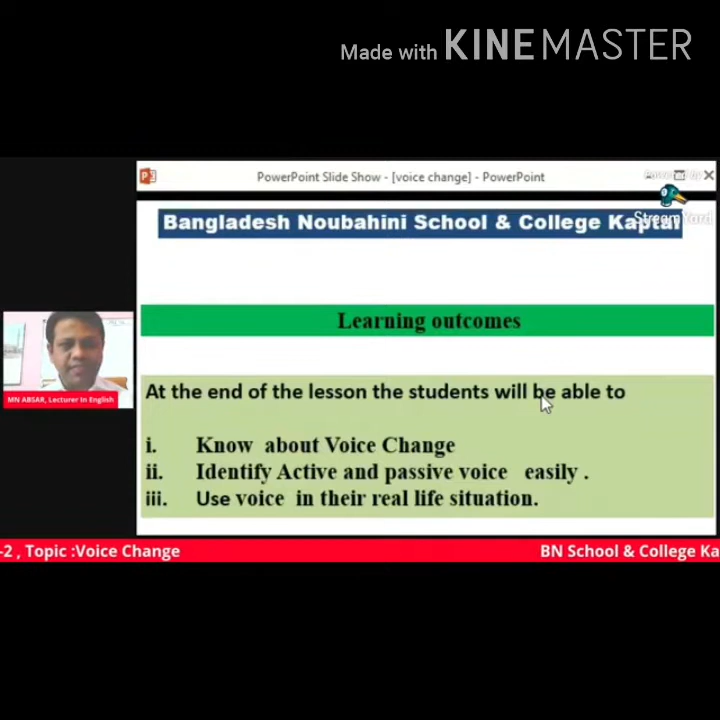 Made with KINEMASTER
PowerPoint Slide Show - [voice change] - PowerPoint
StreamYard
Bangladesh Noubahini School & College Kaptai
Learning outcomes
At the end of the lesson the students will be able to
i. Know about Voice Change
ii. Identify Active and passive voice easily .
iii. Use voice in their real life situation.
MN ABSAR, Lecturer In English
-2 , Topic :Voice Change
BN School & College Ka